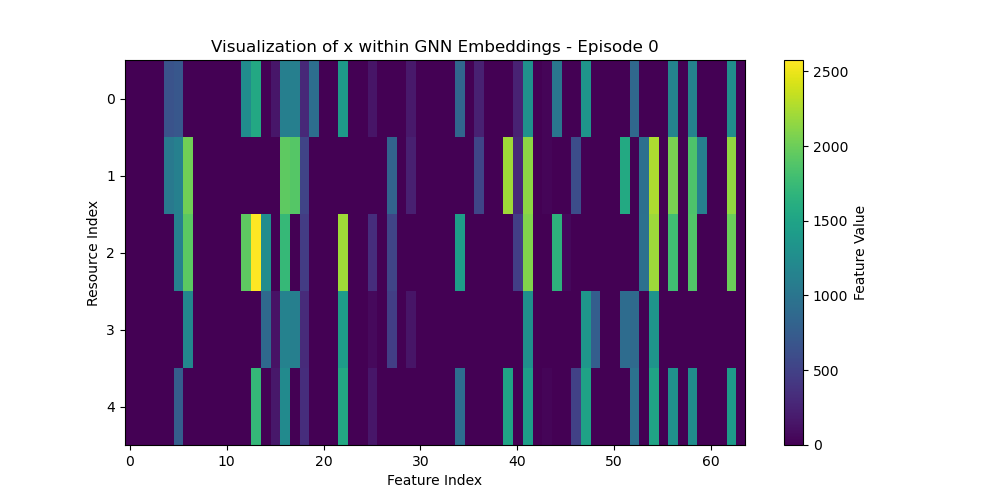 Visualization of x within GNN Embeddings - Episode 0
Resource Index
0
1
2
3
4
0 10 20 30 40 50 60
Feature Index
2500
2000
1500
1000
500
0
Feature Value